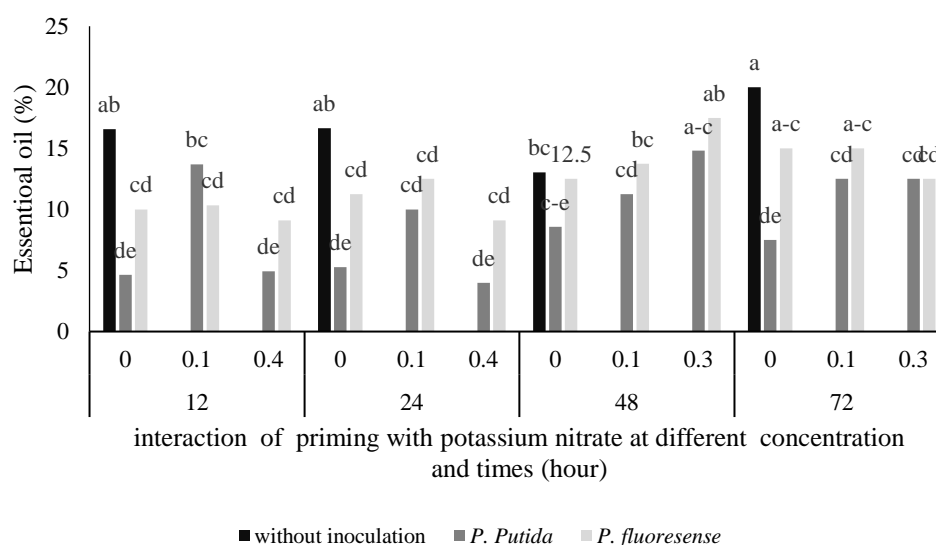 25
20
15
10
5
0
Essentioal oil (%)
ab
de
cd
bc
cd
de
cd
ab
de
cd
cd
cd
de
cd
bc
c-e
12.5
cd
bc
a-c
ab
a
de
a-c
cd
a-c
cd
cd
0 0.1 0.4 0 0.1 0.4 0 0.1 0.3 0 0.1 0.3
12 24 48 72
interaction of priming with potassium nitrate at different concentration
and times (hour)
without inoculation P. Putida P. fluoresense